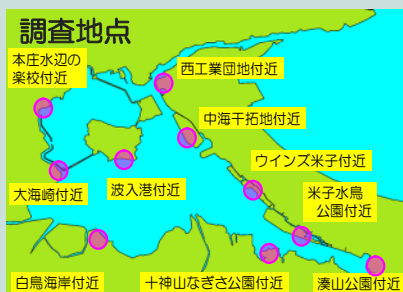 調査地点
本庄水辺の
楽校付近
西工業団地付近
中海干拓地付近
ウインズ米子付近
米子水鳥
公園付近
大海崎付近
波入港付近
白鳥海岸付近
十神山なぎさ公園付近
湊山公園付近